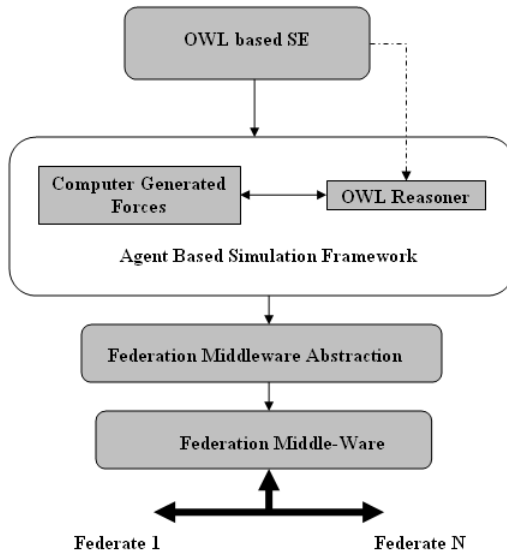 OWL based SE
Computer Generated
Forces
OWL Reasoner
Agent Based Simulation Framework
Federation Middleware Abstraction
Federation Middle-Ware
Federate 1
Federate N